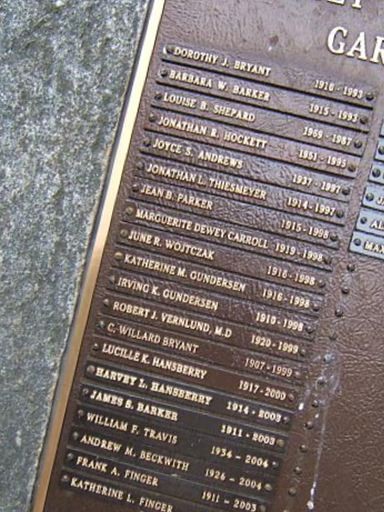 GAR
DOROTHY J. BRYANT 1910 - 1993
BARBARA W. BARKER 1915 - 1993
LOUISE B. SHEPARD 1969 - 1987
JONATHAN R. HOCKETT 1951 - 1995
JOYCE S. ANDREWS 1937 - 1997
JONATHAN L. THIESMEYER 1914 - 1997
JEAN B. PARKER 1915 - 1998
MARGUERITE DEWEY CARROLL 1919 - 1998
JUNE R. WOJTCZAK 1918 - 1998
KATHERINE M. GUNDERSEN 1916 - 1998
IRVING K. GUNDERSEN 1910 - 1998
ROBERT J. VERNLUND, M.D 1920 - 1999
C. WILLARD BRYANT 1907 - 1999
LUCILLE K. HANSBERRY 1917 - 2000
HARVEY L. HANSBERRY 1914 - 2003
JAMES S. BARKER 1911 - 2003
WILLIAM F. TRAVIS 1934 - 2004
ANDREW M. BECKWITH 1926 - 2004
FRANK A. FINGER 1911 - 2003
KATHERINE L. FINGER